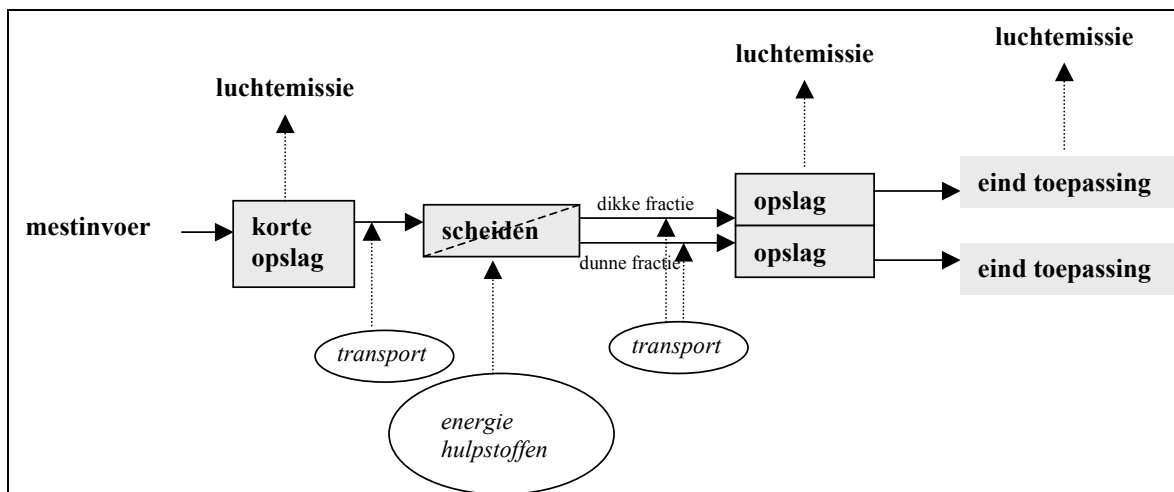 luchtemissie
luchtemissie
luchtemissie
mestinvoer
korte
opslag
scheiden
dikke fractie
dunne fractie
opslag
opslag
eind toepassing
eind toepassing
transport
transport
energie
hulpstoffen